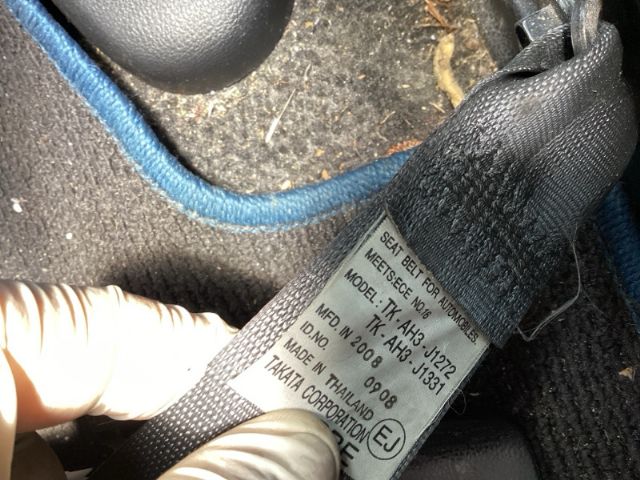 SEAT BELT FOR AUTOMOBILES
MEETS:ECE NO.16
MODEL: TK-AH3-J1272
TK-AH3-J1331
MFD. IN 2008
ID.NO. 0908
MADE IN THAILAND
TAKATA CORPORATION EJ